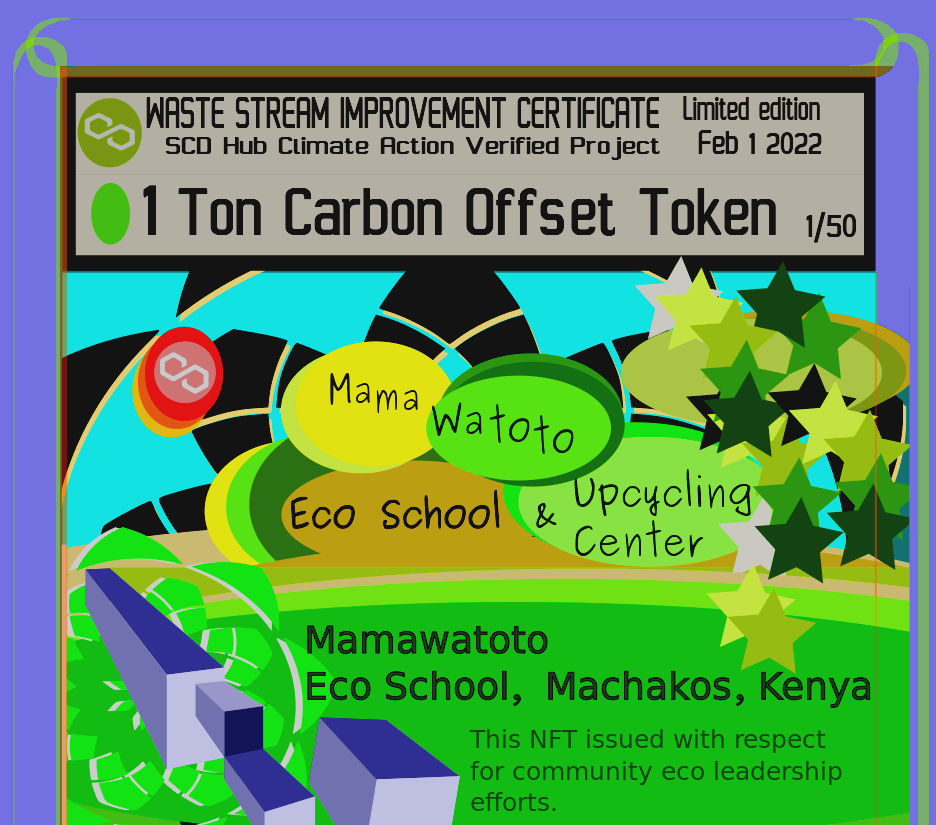 WASTE STREAM IMPROVEMENT CERTIFICATE
Limited edition
SCD Hub Climate Action Verified Project
Feb 1 2022
1 Ton Carbon Offset Token
1/50
Mama
Watoto
Eco School & Upcycling
Center
Mamawatoto
Eco School, Machakos, Kenya
This NFT issued with respect
for community eco leadership
efforts.